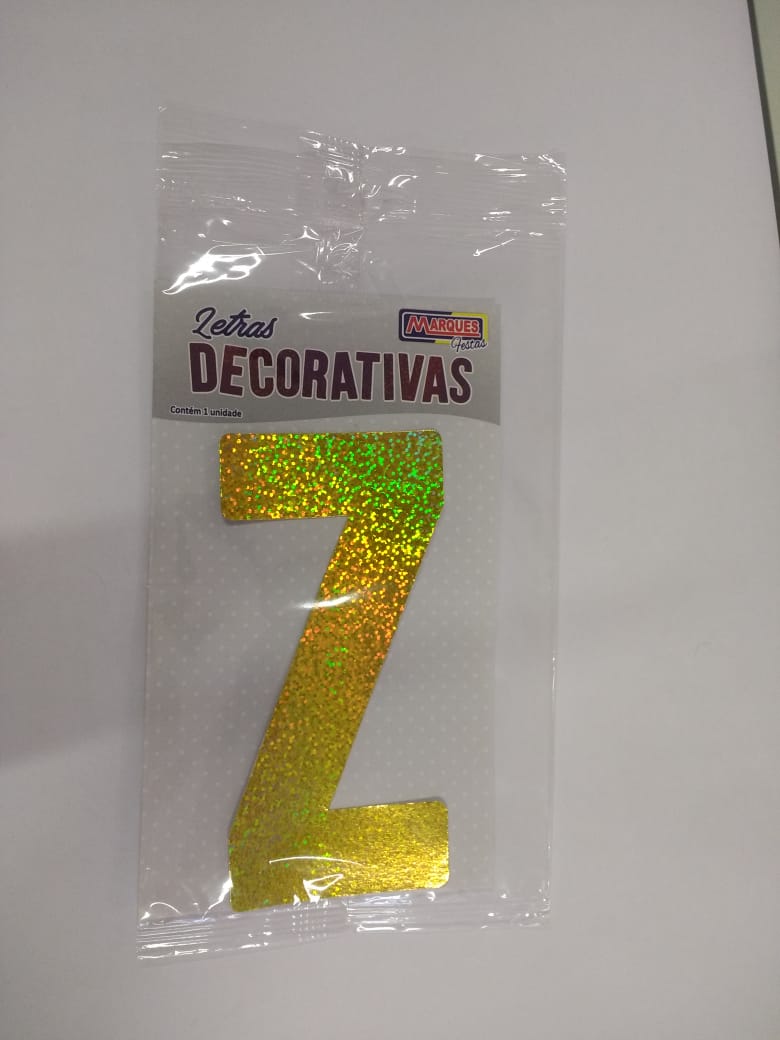 Letras
MARQUES
Festas
DECORATIVAS
Contém 1 unidade
Z